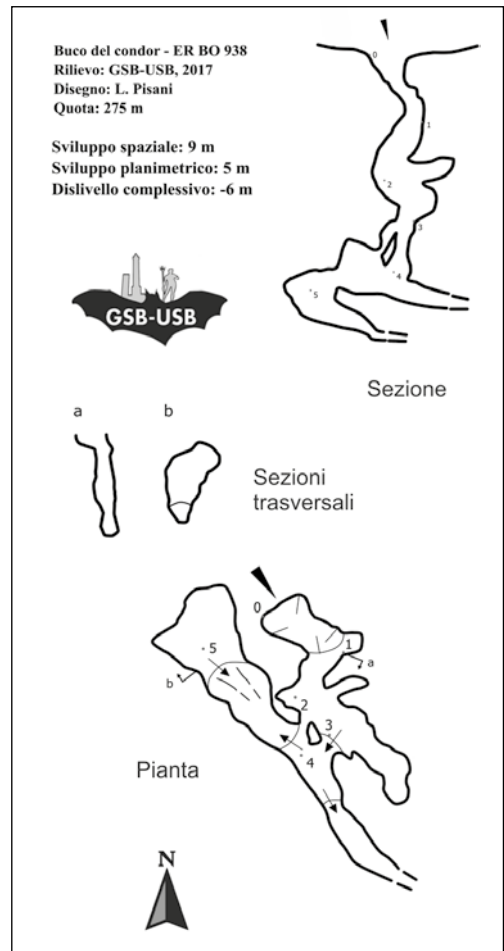 Buco del condor - ER BO 938
Rilievo: GSB-USB, 2017
Disegno: L. Pisani
Quota: 275 m
Sviluppo spaziale: 9 m
Sviluppo planimetrico: 5 m
Dislivello complessivo: -6 m
0
1
2
3
4
5
GSB-USB
Sezione
a
b
Sezioni
trasversali
0
1
a
5
b
2
3
4
Pianta
N